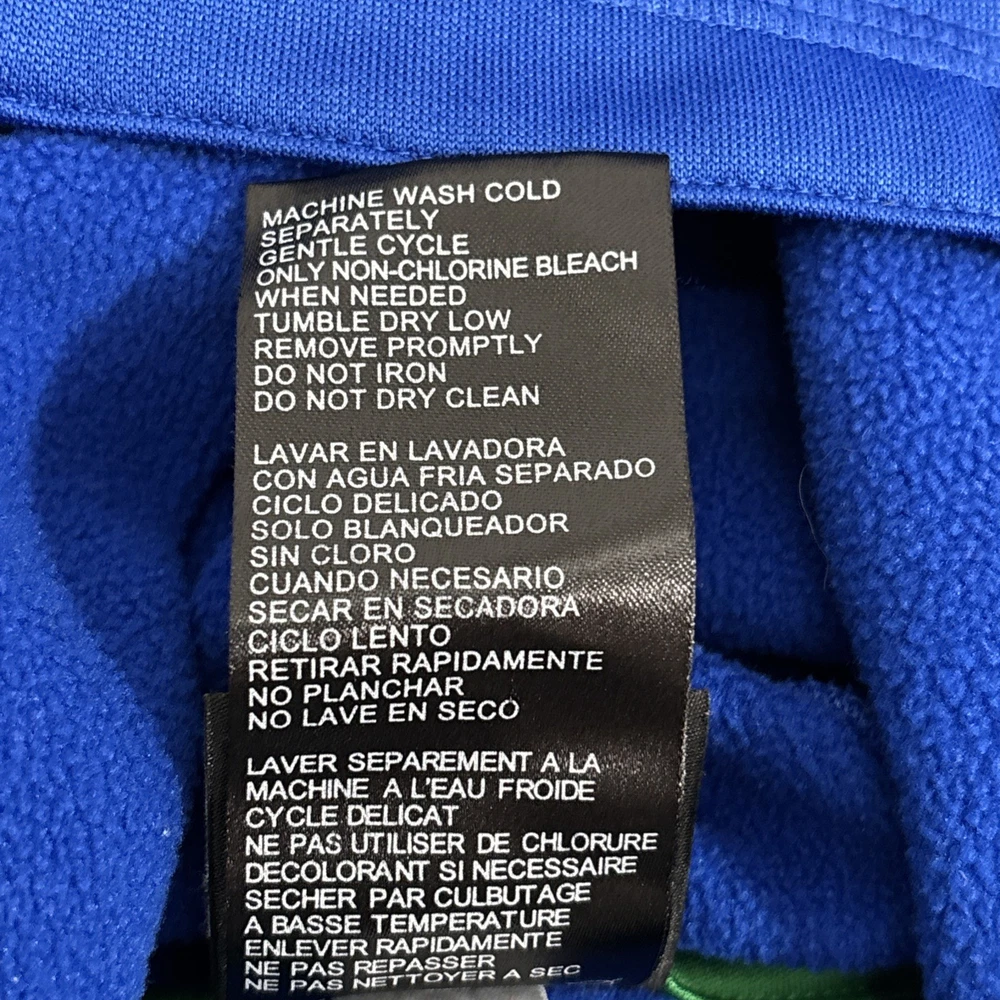 MACHINE WASH COLD
SEPARATELY
GENTLE CYCLE
ONLY NON-CHLORINE BLEACH
WHEN NEEDED
TUMBLE DRY LOW
REMOVE PROMPTLY
DO NOT IRON
DO NOT DRY CLEAN
LAVAR EN LAVADORA
CON AGUA FRIA SEPARADO
CICLO DELICADO
SOLO BLANQUEADOR
SIN CLORO
CUANDO NECESARIO
SECAR EN SECADORA
CICLO LENTO
RETIRAR RAPIDAMENTE
NO PLANCHAR
NO LAVE EN SECO
LAVER SEPAREMENT A LA
MACHINE A L'EAU FROIDE
CYCLE DELICAT
NE PAS UTILISER DE CHLORURE
DECOLORANT SI NECESSAIRE
SECHER PAR CULBUTAGE
A BASSE TEMPERATURE
ENLEVER RAPIDAMENTE
NE PAS REPASSER
NE PAS NETTOYER A SEC